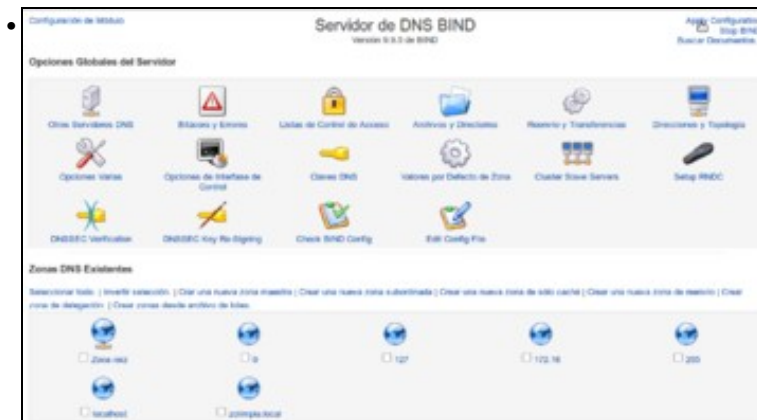 Configuración de Módulo
Servidor de DNS BIND
Versión 9.9.5 de BIND
Apply Configuration
Stop BIND
Buscar Documentos..
Opciones Globales del Servidor
Otros Servidores DNS
Bitácora y Errores
Listas de Control de Acceso
Archivos y Directorios
Reenvío y Transferencias
Direcciones y Topología
Opciones Varias
Opciones de Interfase de Control
Claves DNS
Valores por Defecto de Zona
Cluster Slave Servers
Setup RNDC
DNSSEC Verification
DNSSEC Key Re-Signing
Check BIND Config
Edit Config File
Zonas DNS Existentes
Seleccionar todo. | Invertir selección. | Crear una nueva zona maestra | Crear una nueva zona subordinada | Crear una nueva zona de sólo caché | Crear una nueva zona de reenvío | Crear
zona de delegación | Crear zonas desde archivo de lotes.
Zona raíz
0
127
172.16
255
localhost